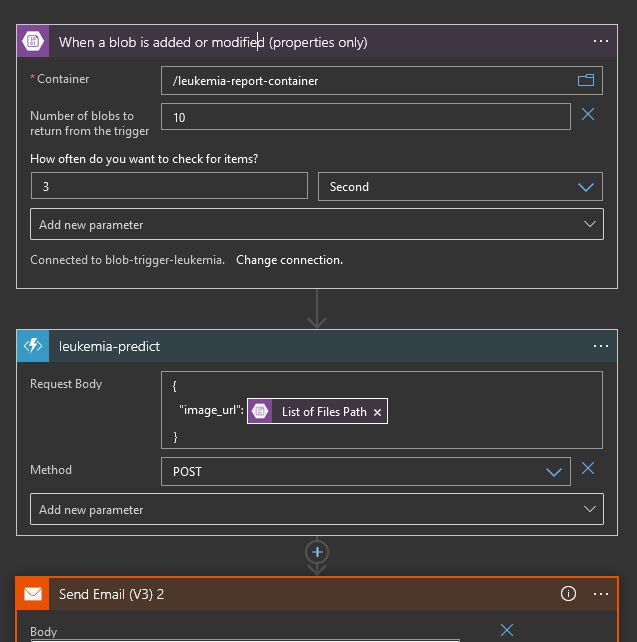 When a blob is added or modified (properties only)
* Container
/leukemia-report-container
Number of blobs to
return from the trigger
10
How often do you want to check for items?
3
Second
Add new parameter
Connected to blob-trigger-leukemia. Change connection.
leukemia-predict
Request Body
{
"image_url": List of Files Path ×
}
Method
POST
Add new parameter
Send Email (V3) 2
Body